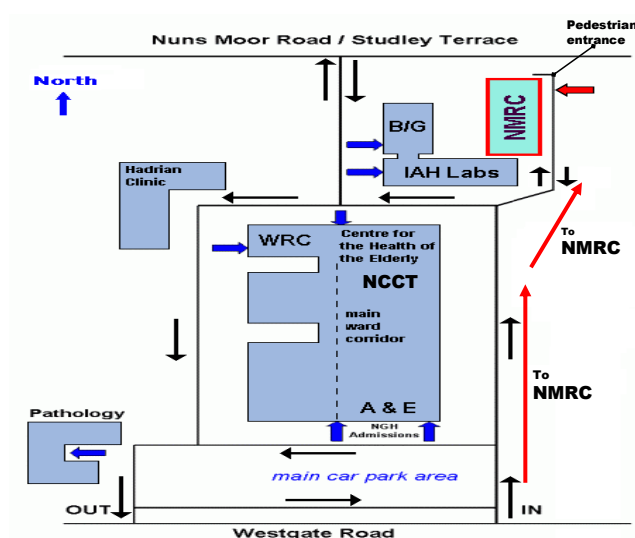 Pedestrian
entrance
Nuns Moor Road / Studley Terrace
North
NMRC
B/G
IAH Labs
Hadrian
Clinic
WRC
Centre for
the Health of
the Elderly
NCCT
To
NMRC
main
ward
corridor
To
NMRC
A & E
NGH
Admissions
Pathology
main car park area
OUT
IN
Westgate Road